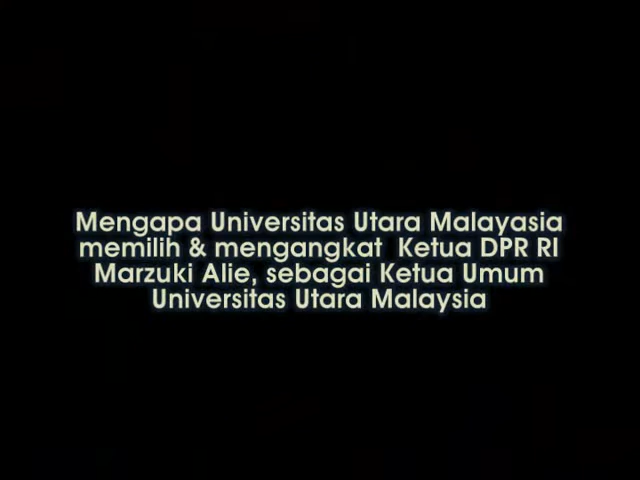 Mengapa Universitas Utara Malayasia
memilih & mengangkat Ketua DPR RI
Marzuki Alie, sebagai Ketua Umum
Universitas Utara Malaysia